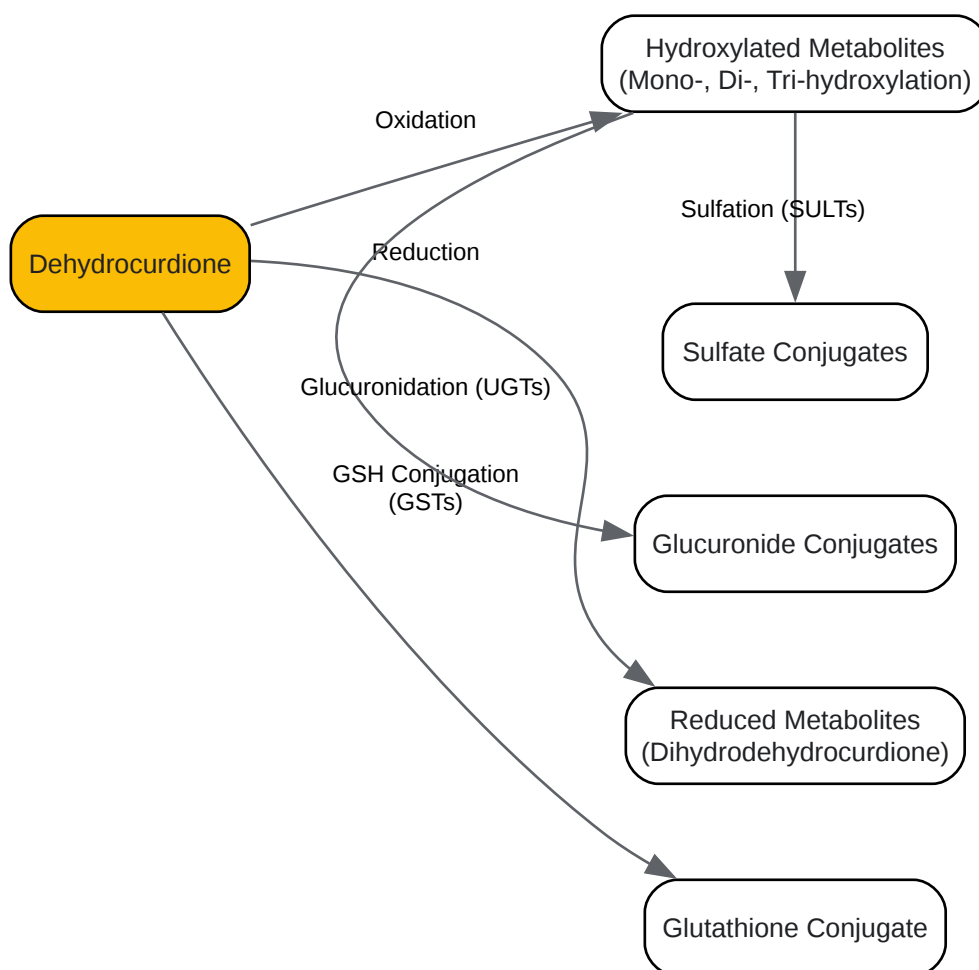 Hydroxylated Metabolites
(Mono-, Di-, Tri-hydroxylation)
Oxidation
Sulfation (SULTs)
Dehydrocurdione
Reduction
Sulfate Conjugates
Glucuronidation (UGTs)
GSH Conjugation
(GSTs)
Glucuronide Conjugates
Reduced Metabolites
(Dihydrodehydrocurdione)
Glutathione Conjugate